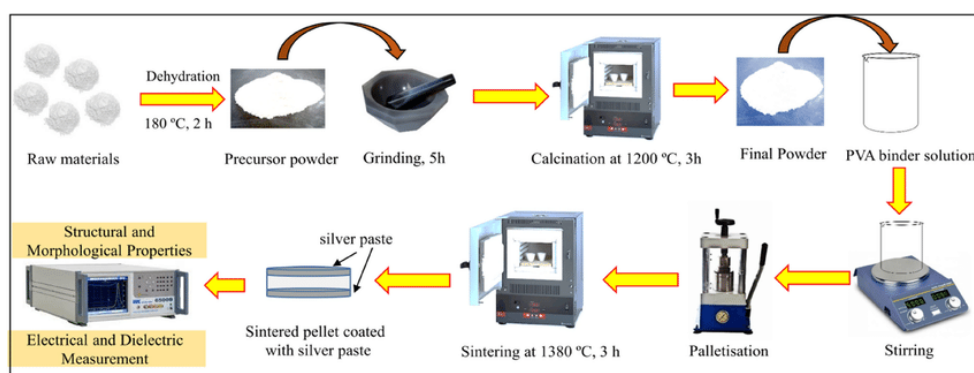 Dehydration
180 ºC, 2 h
Raw materials
Precursor powder
Grinding, 5h
Calcination at 1200 ºC, 3h
Final Powder
PVA binder solution
Structural and
Morphological Properties
silver paste
6500B
Electrical and Dielectric
Measurement
Sintered pellet coated
with silver paste
Sintering at 1380 ºC, 3 h
Palletisation
Stirring